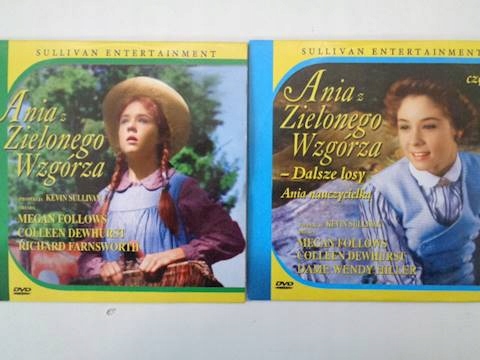 SULLIVAN ENTERTAINMENT
Ania z
Zielonego
Wzgórza
KEVIN SULLIVAN
MEGAN FOLLOWS
COLLEEN DEWHURST
RICHARD FARNSWORTH
DVD
SULLIVAN ENTERTAINMENT
Ania z
Zielonego
Wzgórza
– Dalsze losy
Ania nauczycielka
KEVIN SULLIVAN
MEGAN FOLLOWS
COLLEEN DEWHURST
DAME WENDY HILLER
DVD